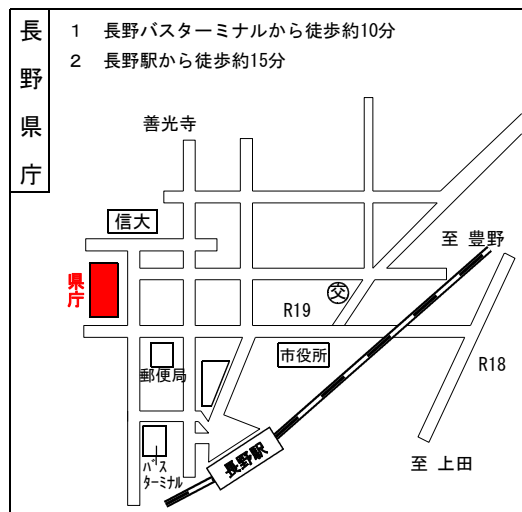 長野県庁
1 長野バスターミナルから徒歩約10分
2 長野駅から徒歩約15分
善光寺
信大
至 豊野
県庁
交
R19
市役所
郵便局
R18
バス
ターミナル
長野駅
至 上田